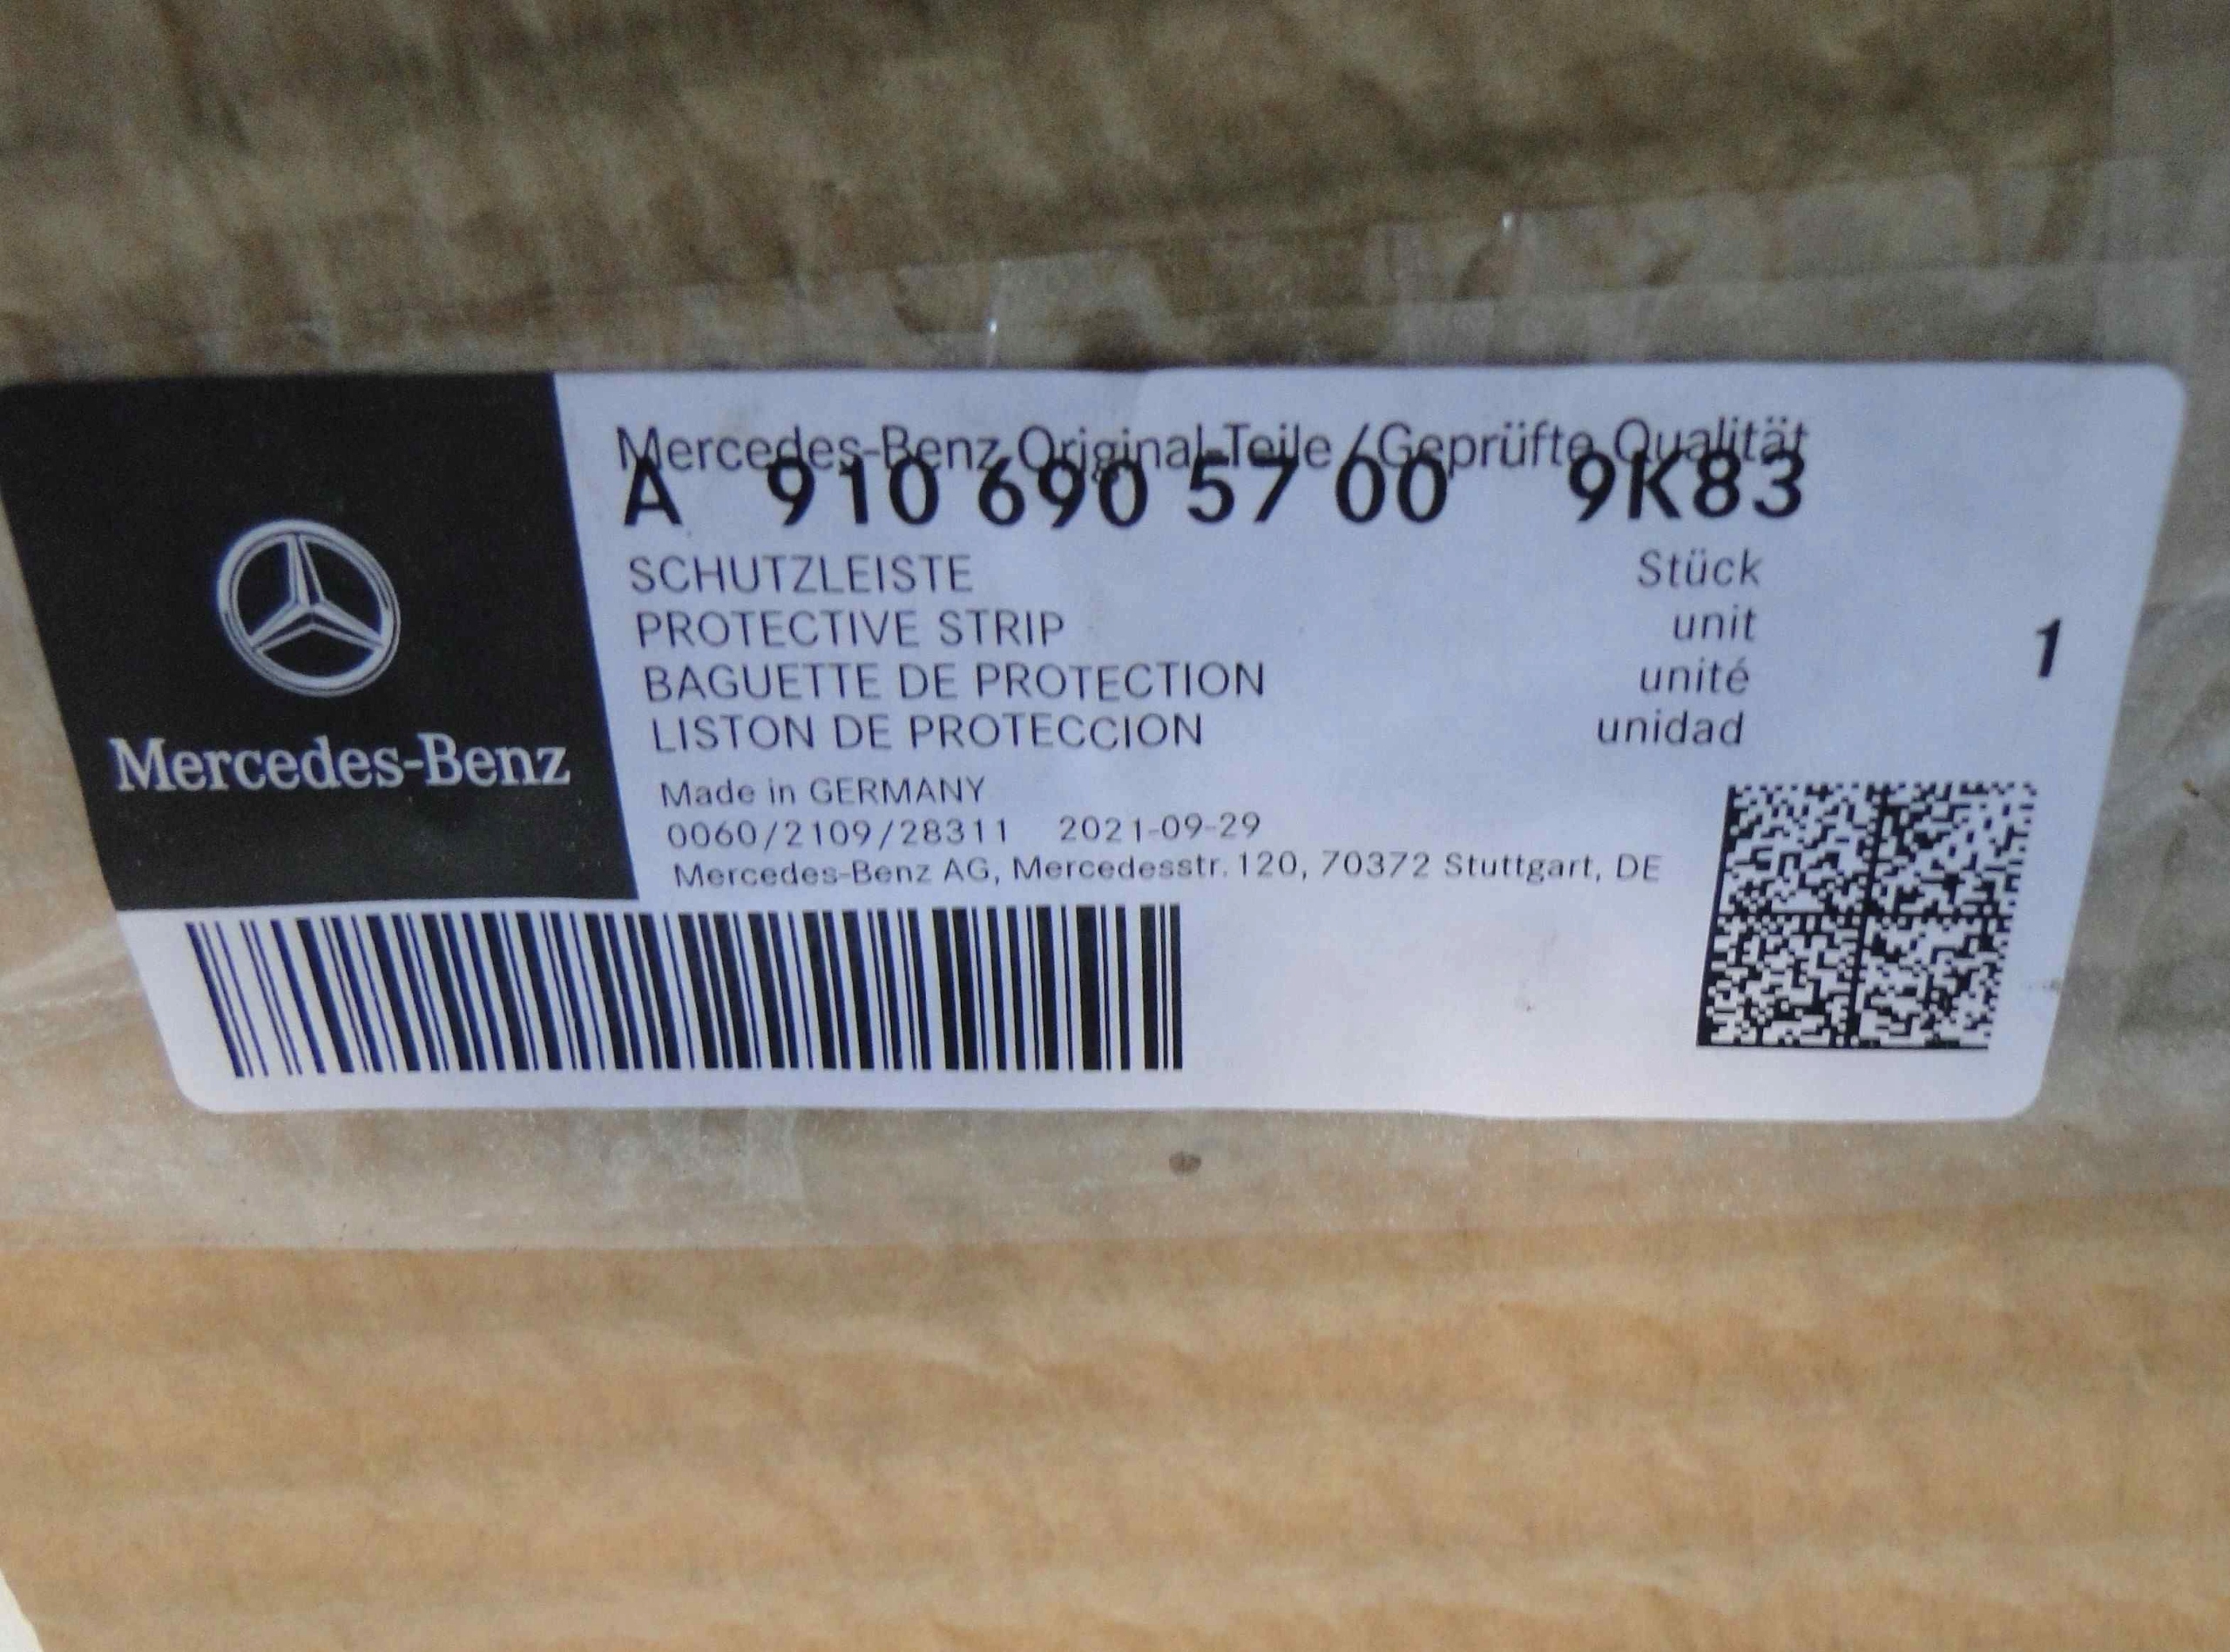 Mercedes-Benz Original-Teile / Geprüfte Qualität
A 910 690 57 00 9K83
SCHUTZLEISTE Stück
PROTECTIVE STRIP unit
BAGUETTE DE PROTECTION unité
LISTON DE PROTECCION unidad
1
Mercedes-Benz
Made in GERMANY
0060/2109/28311 2021-09-29
Mercedes-Benz AG, Mercedesstr. 120, 70372 Stuttgart, DE